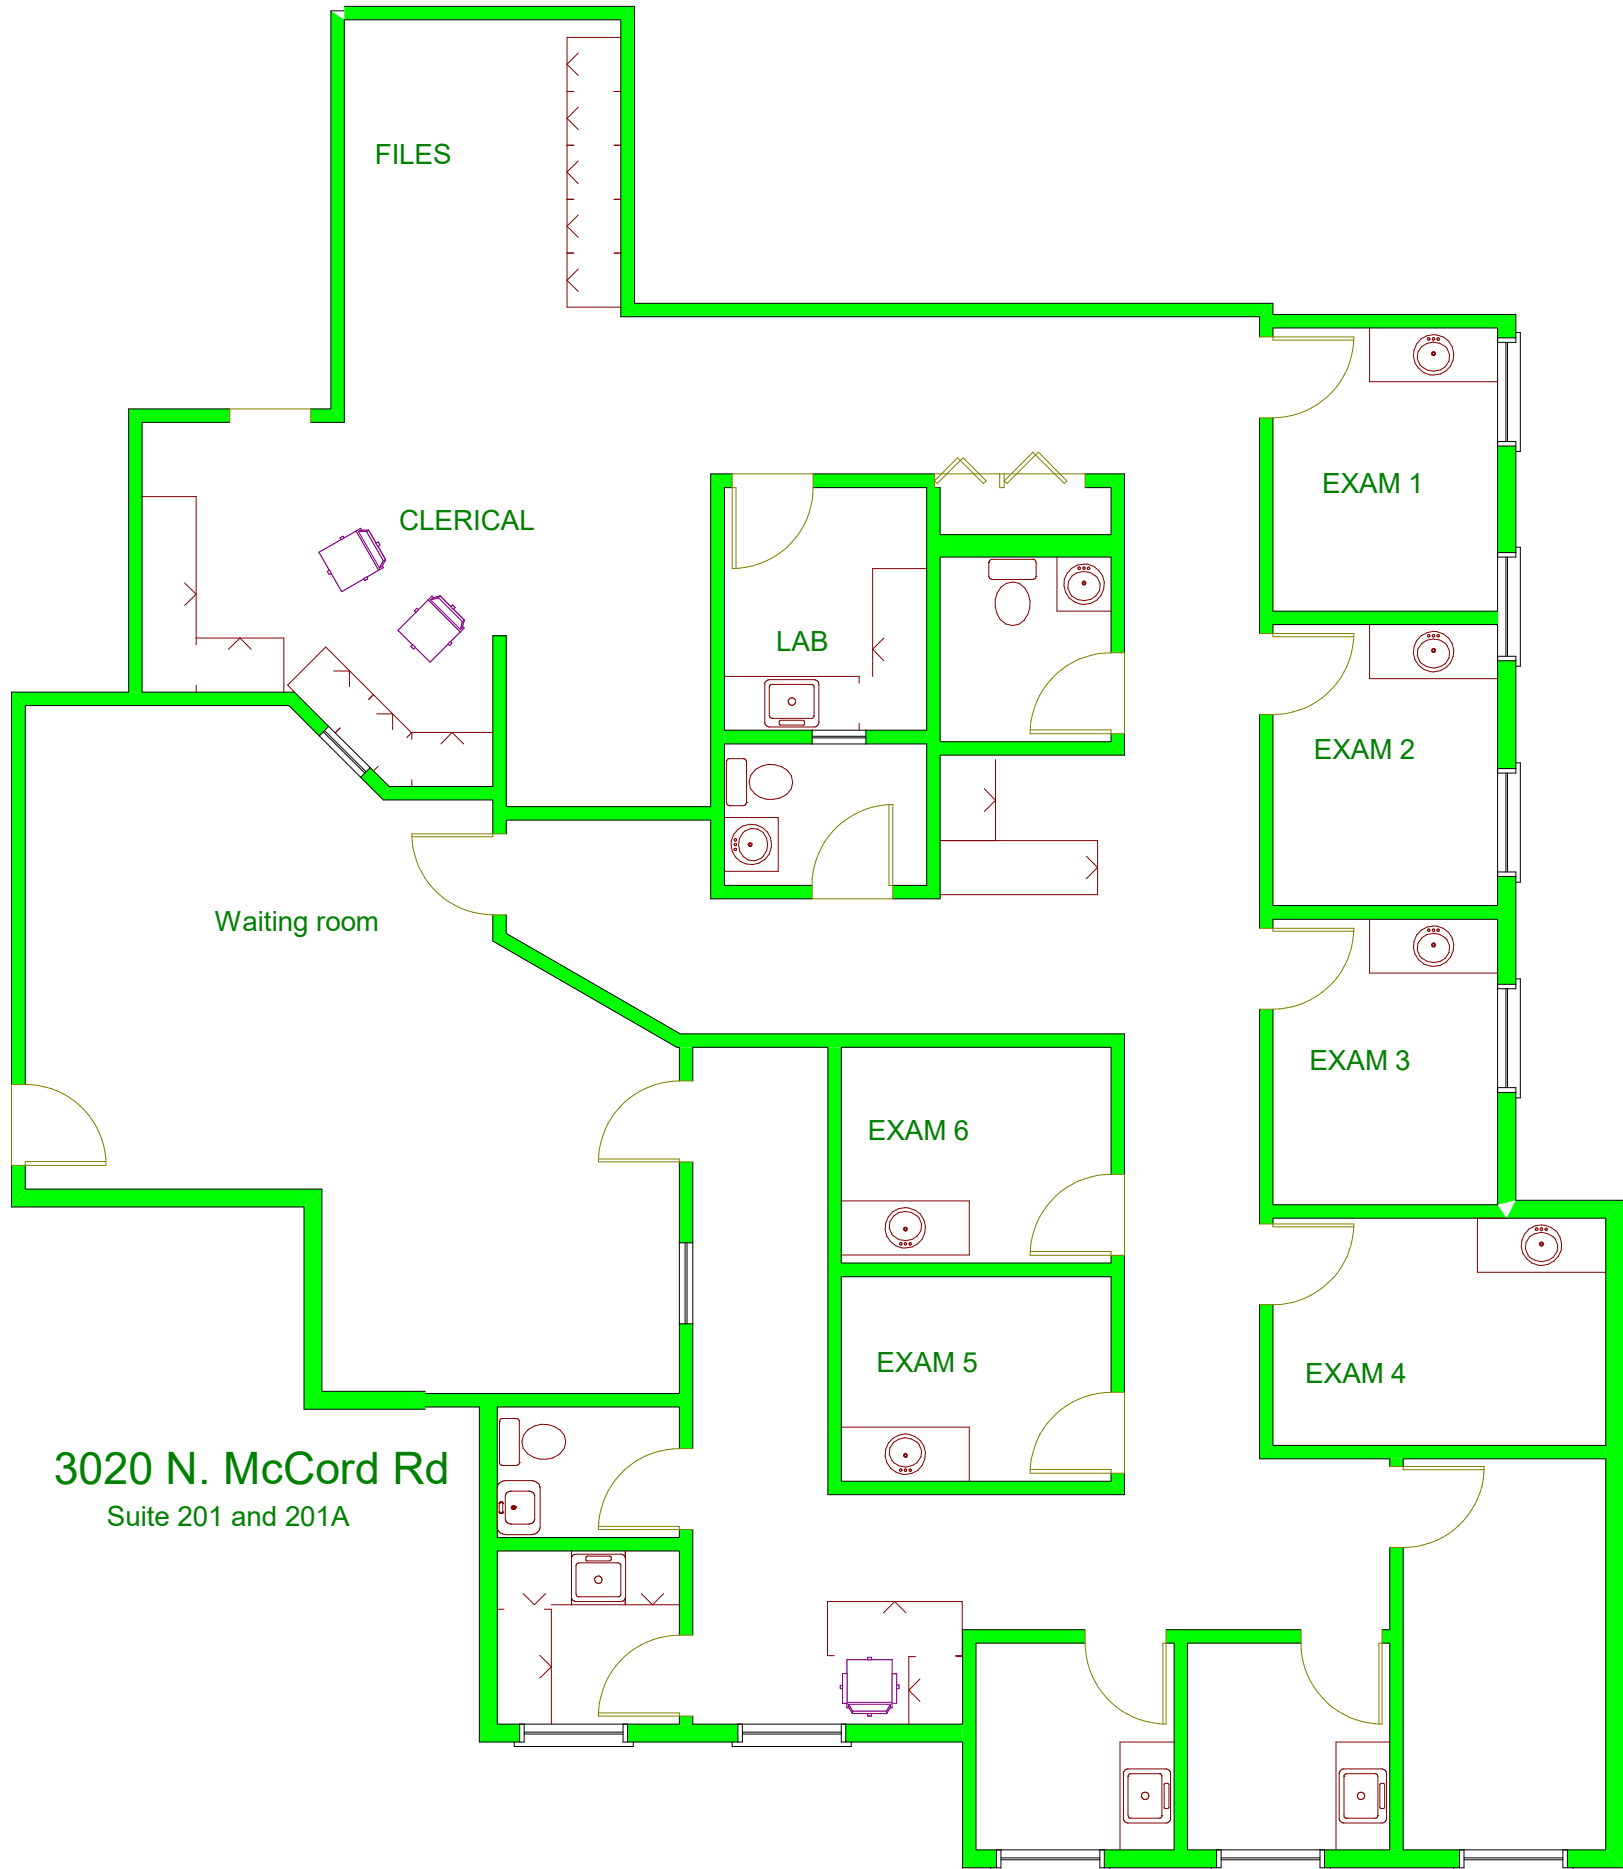 FILES
EXAM 1
CLERICAL
LAB
EXAM 2
Waiting room
EXAM 3
EXAM 6
EXAM 5
EXAM 4
3020 N. McCord Rd
Suite 201 and 201A